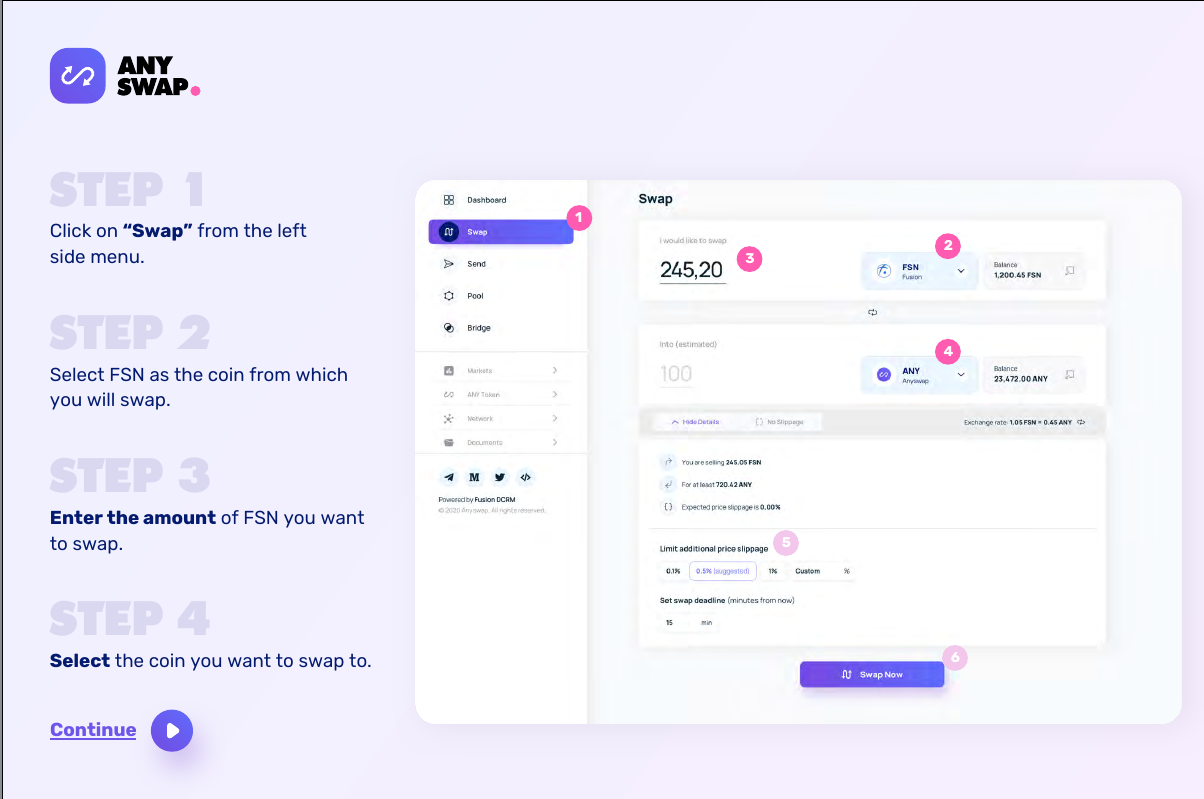 ANY
SWAP.
STEP 1
Click on “Swap” from the left
side menu.
STEP 2
Select FSN as the coin from which
you will swap.
STEP 3
Enter the amount of FSN you want
to swap.
STEP 4
Select the coin you want to swap to.
Continue
Dashboard
Swap
1
Send
Pool
Bridge
Markets
ANY Token
Network
Documents
M
Powered by Fusion DCRM
© 2020 Anyswap. All rights reserved.
Swap
I would like to swap
245,20
3
2
FSN
Fusion
Balance
1,200.45 FSN
Into (estimated)
100
4
ANY
Anyswap
Balance
23,472.00 ANY
Hide Details
No Slippage
Exchange rate: 1.05 FSN = 0.45 ANY
You are selling 245.05 FSN
For at least 720.42 ANY
Expected price slippage is 0.00%
Limit additional price slippage
5
0.1% 0.5% (suggested) 1% Custom %
Set swap deadline (minutes from now)
15 min
6
Swap Now